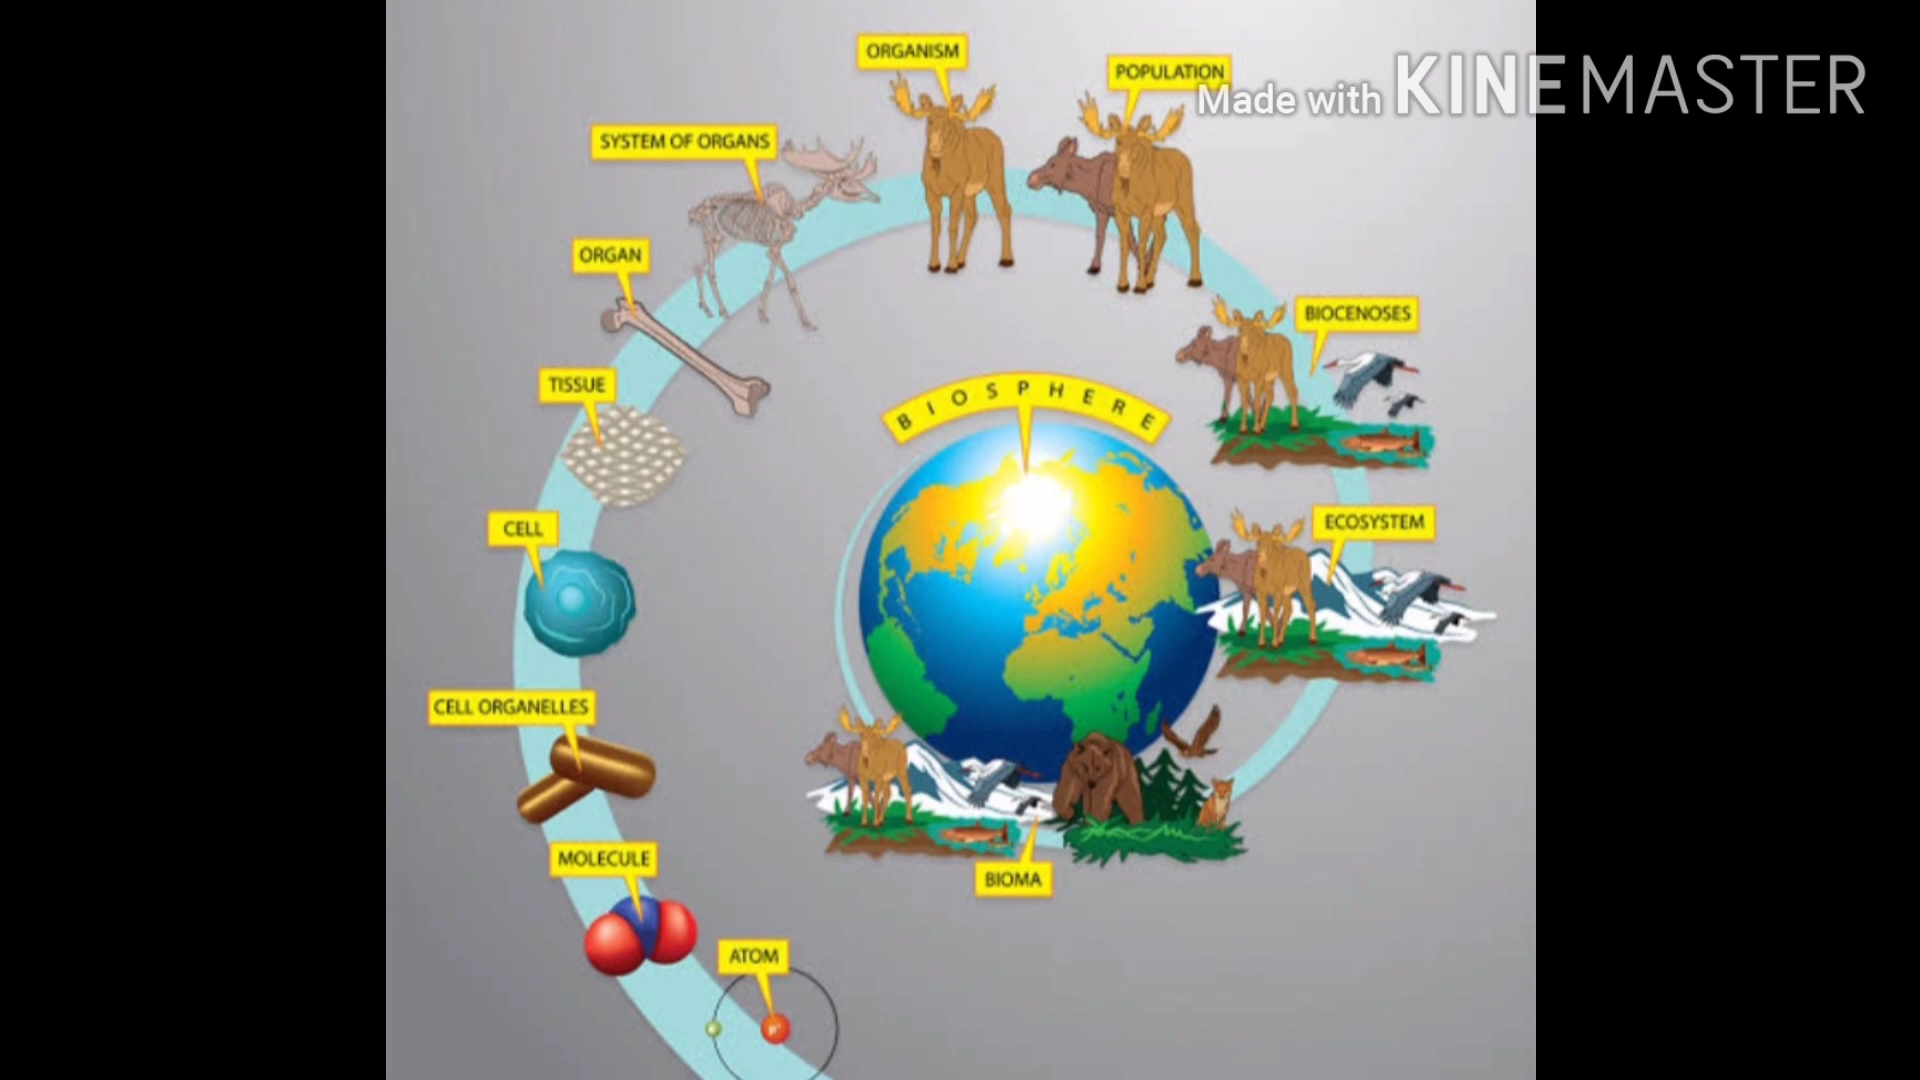 ORGANISM
POPULATION
Made with KINEMASTER
SYSTEM OF ORGANS
ORGAN
BIOCENOSES
TISSUE
BIOSPHERE
CELL
ECOSYSTEM
CELL ORGANELLES
MOLECULE
BIOMA
ATOM